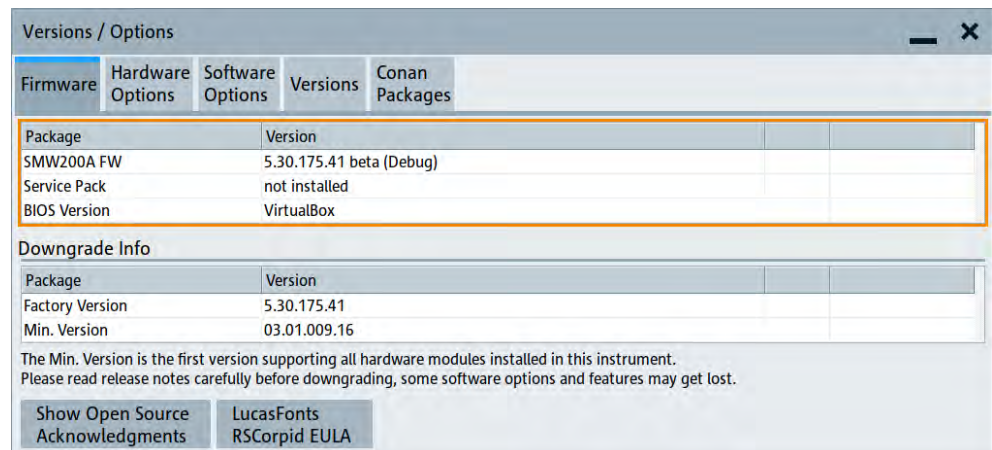 Versions / Options
Firmware
Hardware Options
Software Options
Versions
Conan Packages
Package Version
SMW200A FW 5.30.175.41 beta (Debug)
Service Pack not installed
BIOS Version VirtualBox
Downgrade Info
Package Version
Factory Version 5.30.175.41
Min. Version 03.01.009.16
The Min. Version is the first version supporting all hardware modules installed in this instrument.
Please read release notes carefully before downgrading, some software options and features may get lost.
Show Open Source
Acknowledgments
LucasFonts
RSCorpid EULA